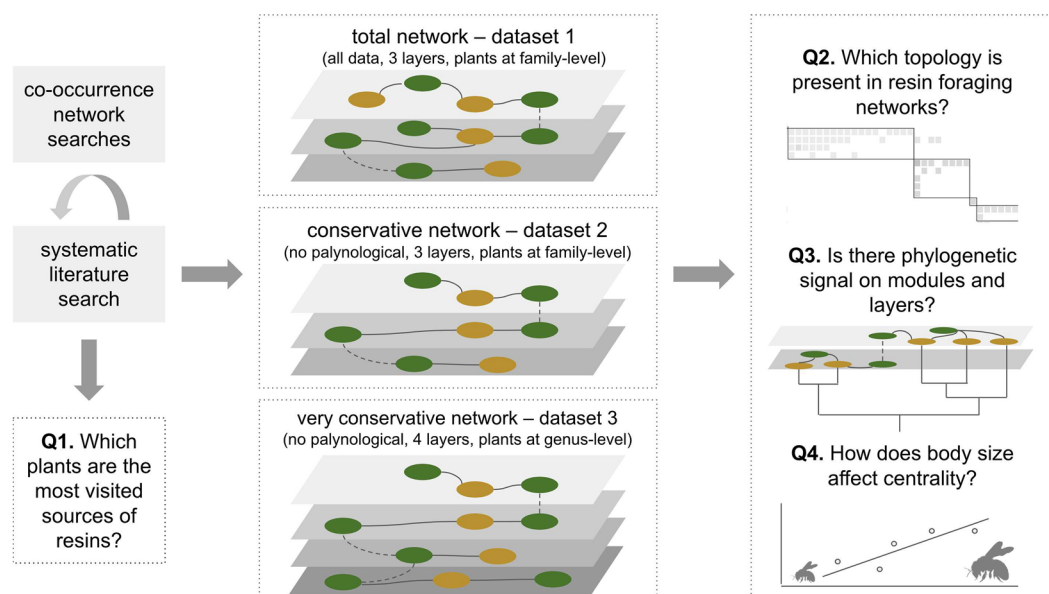 co-occurrence
network
searches
systematic
literature
search
Q1. Which
plants are the
most visited
sources of
resins?
total network – dataset 1
(all data, 3 layers, plants at family-level)
conservative network – dataset 2
(no palynological, 3 layers, plants at family-level)
very conservative network – dataset 3
(no palynological, 4 layers, plants at genus-level)
Q2. Which topology is
present in resin foraging
networks?
Q3. Is there phylogenetic
signal on modules and
layers?
Q4. How does body size
affect centrality?